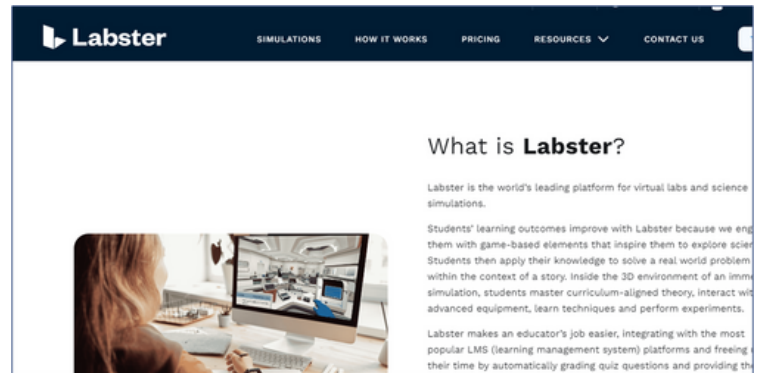 Labster
SIMULATIONS HOW IT WORKS PRICING RESOURCES CONTACT US
What is Labster?
Labster is the world's leading platform for virtual labs and science
simulations.
Students' learning outcomes improve with Labster because we eng
them with game-based elements that inspire them to explore scien
Students then apply their knowledge to solve a real world problem
within the context of a story. Inside the 3D environment of an imme
simulation, students master curriculum-aligned theory, interact wit
advanced equipment, learn techniques and perform experiments.
Labster makes an educator's job easier, integrating with the most
popular LMS (learning management system) platforms and freeing
their time by automatically grading quiz questions and providing the